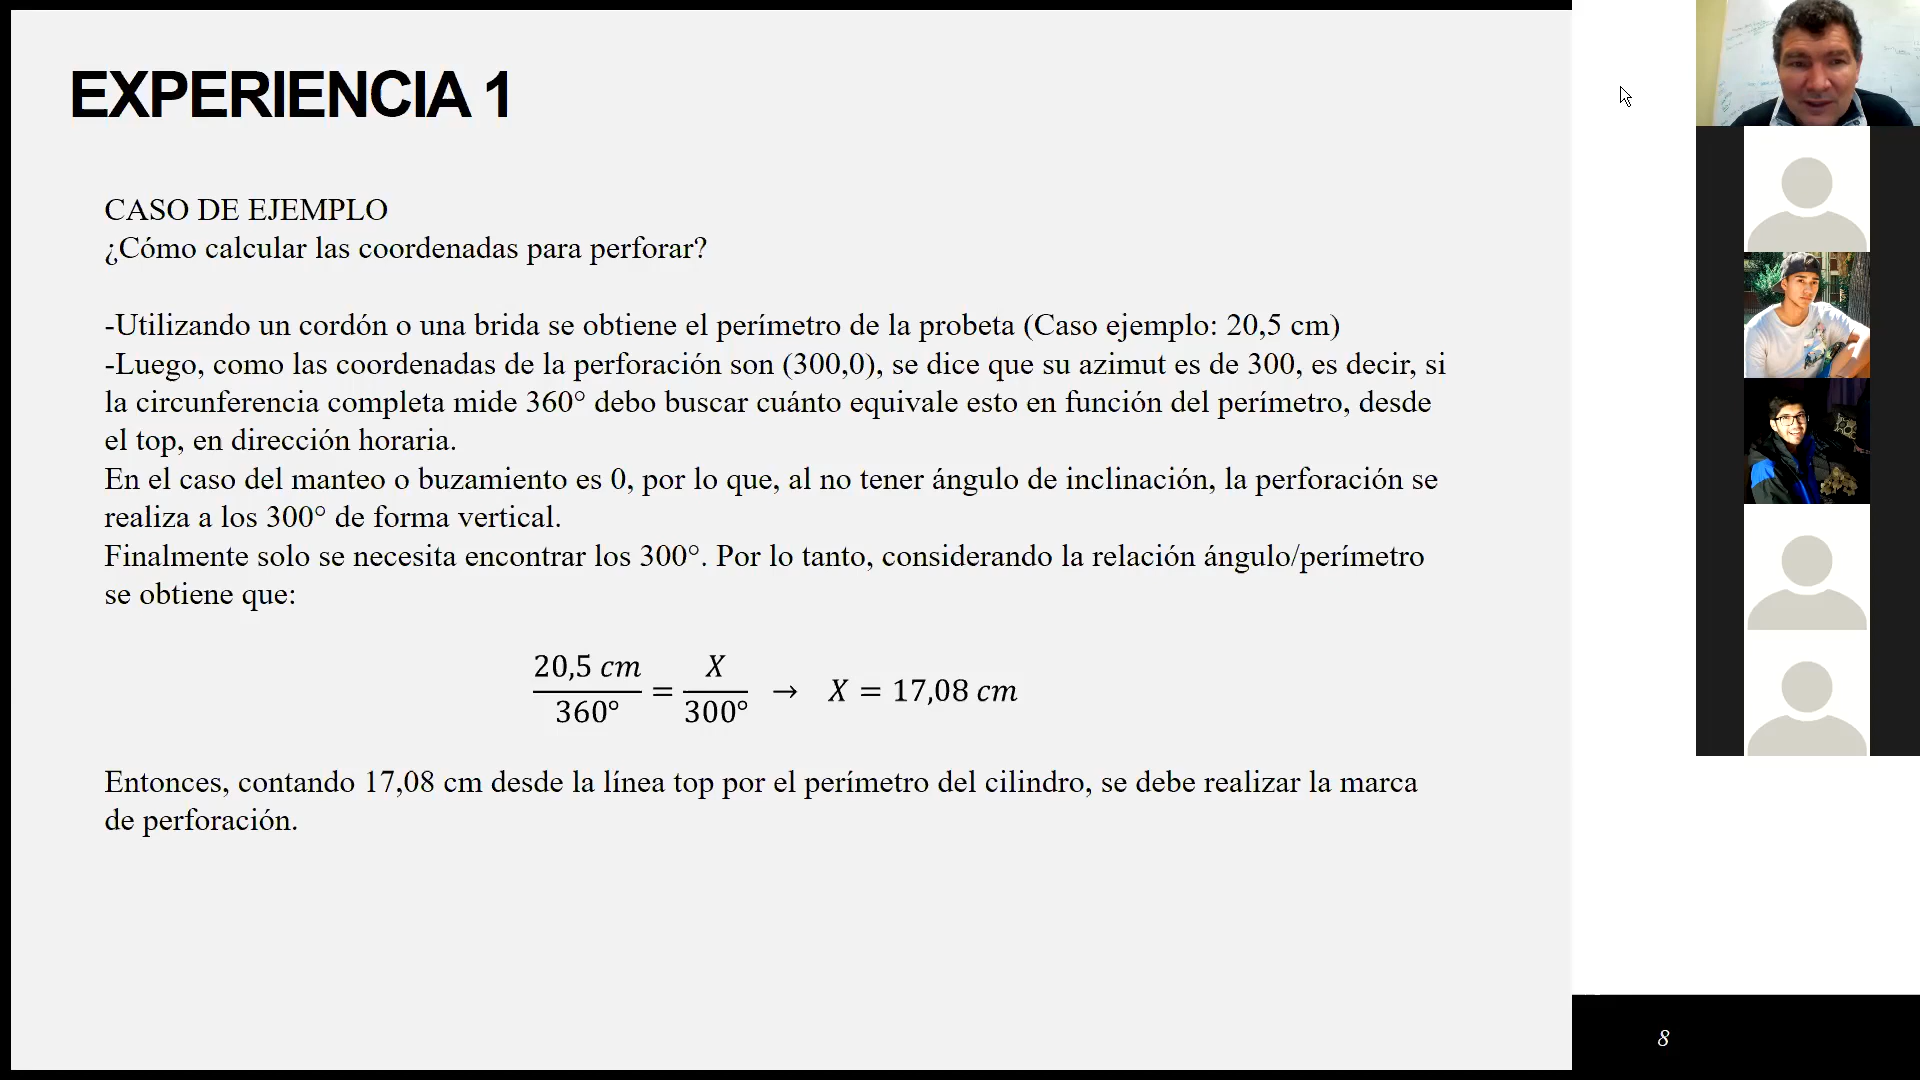 EXPERIENCIA 1
CASO DE EJEMPLO
¿Cómo calcular las coordenadas para perforar?
-Utilizando un cordón o una brida se obtiene el perímetro de la probeta (Caso ejemplo: 20,5 cm)
-Luego, como las coordenadas de la perforación son (300,0), se dice que su azimut es de 300, es decir, si
la circunferencia completa mide 360° debo buscar cuánto equivale esto en función del perímetro, desde
el top, en dirección horaria.
En el caso del manteo o buzamiento es 0, por lo que, al no tener ángulo de inclinación, la perforación se
realiza a los 300° de forma vertical.
Finalmente solo se necesita encontrar los 300°. Por lo tanto, considerando la relación ángulo/perímetro
se obtiene que:
20,5 cm / 360° = X / 300° → X = 17,08 cm
Entonces, contando 17,08 cm desde la línea top por el perímetro del cilindro, se debe realizar la marca
de perforación.
8